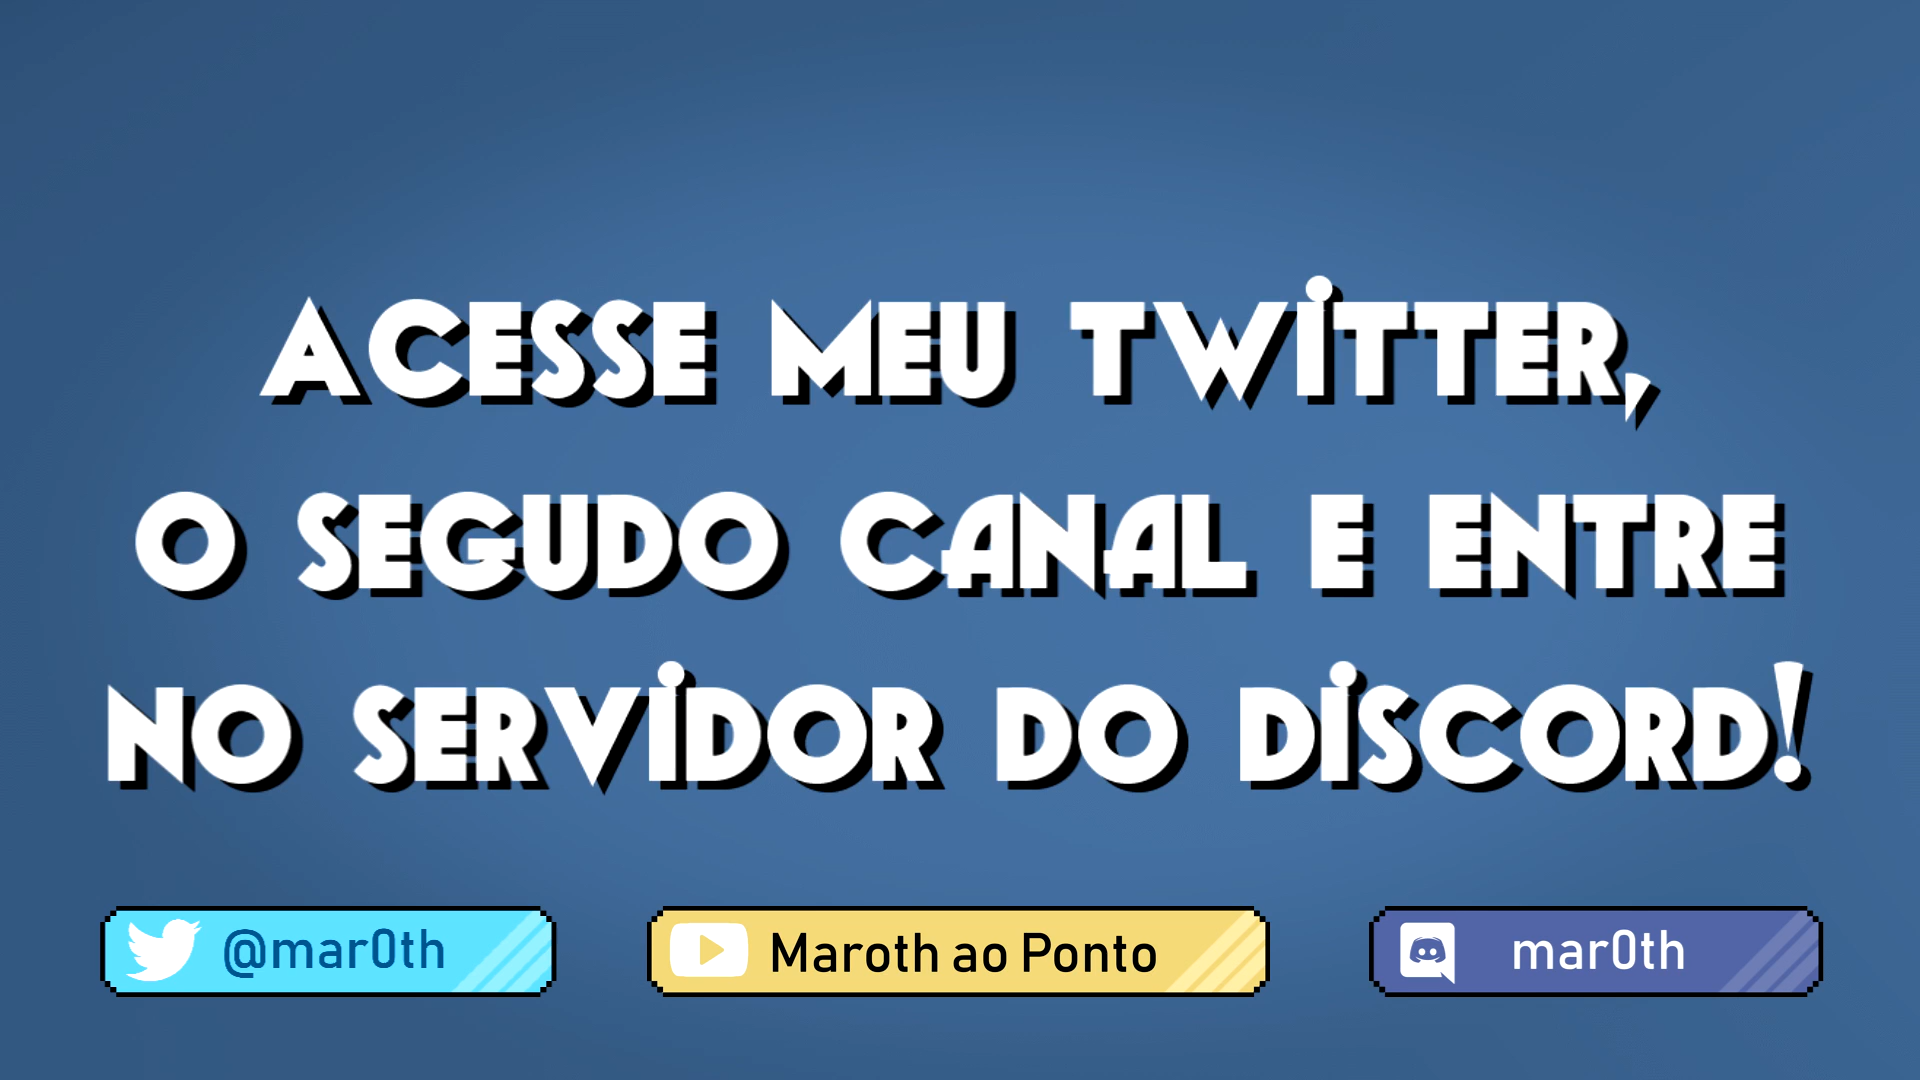 ACESSE MEU TWITTER,
O SEGUDO CANAL E ENTRE
NO SERVIDOR DO DISCORD!
@mar0th
Maroth ao Ponto
mar0th